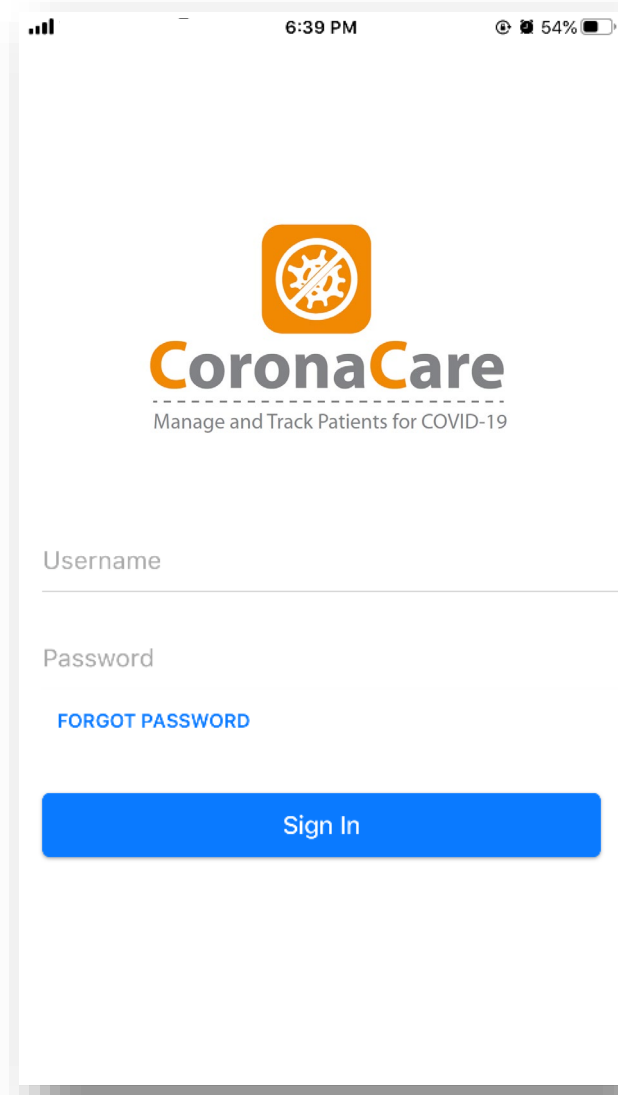 6:39 PM 54%
CoronaCare
Manage and Track Patients for COVID-19
Username
Password
FORGOT PASSWORD
Sign In